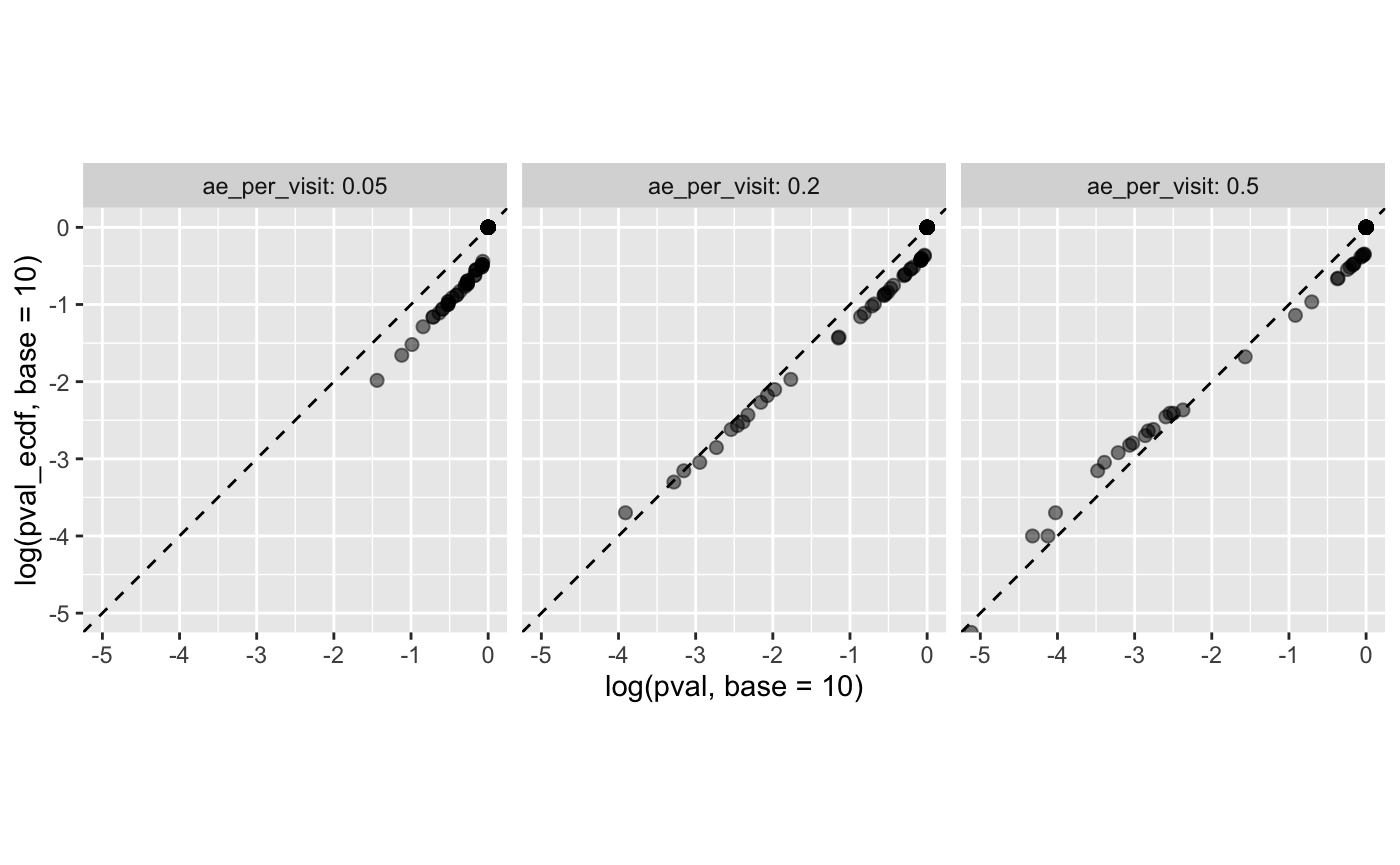 ae_per_visit: 0.05
ae_per_visit: 0.2
ae_per_visit: 0.5
log(pval_ecdf, base = 10)
0
-1
-2
-3
-4
-5
-5 -4 -3 -2 -1 0
-5 -4 -3 -2 -1 0
-5 -4 -3 -2 -1 0
log(pval, base = 10)